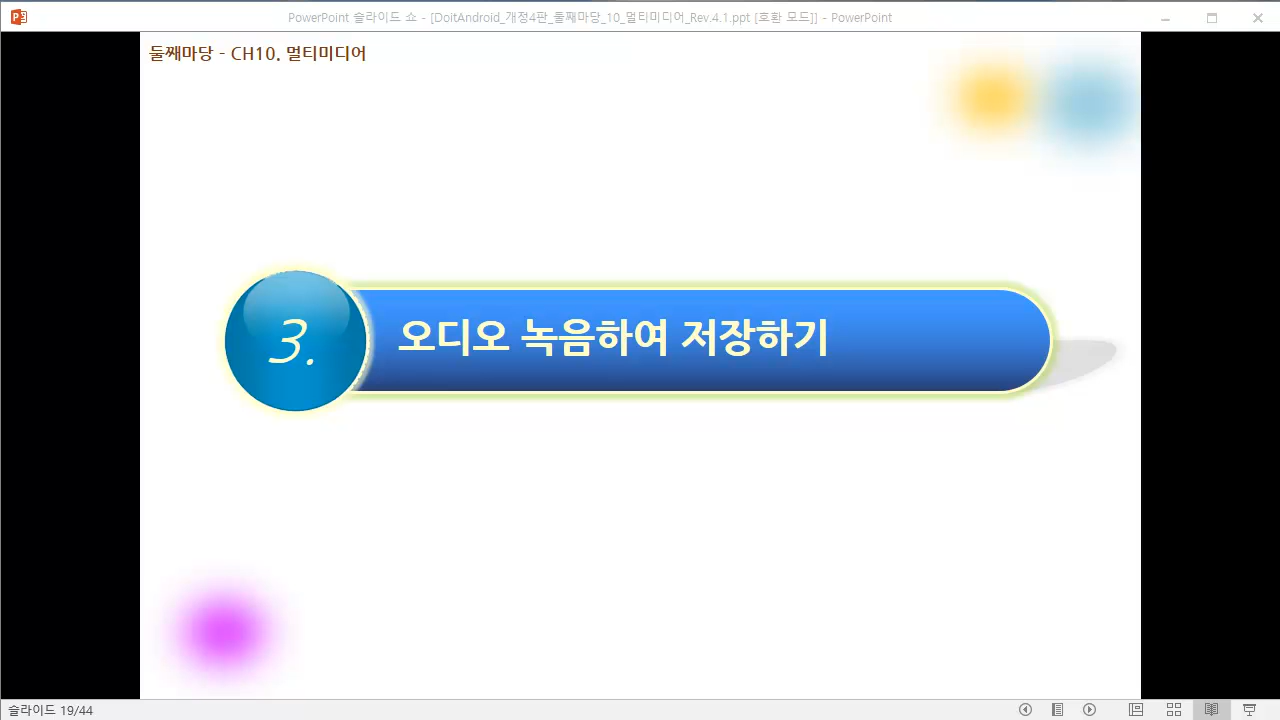 PowerPoint 슬라이드 쇼 - [DoitAndroid_개정4판_둘째마당_10_멀티미디어_Rev.4.1.ppt [호환 모드]] - PowerPoint
둘째마당 - CH10. 멀티미디어
3. 오디오 녹음하여 저장하기
슬라이드 19/44